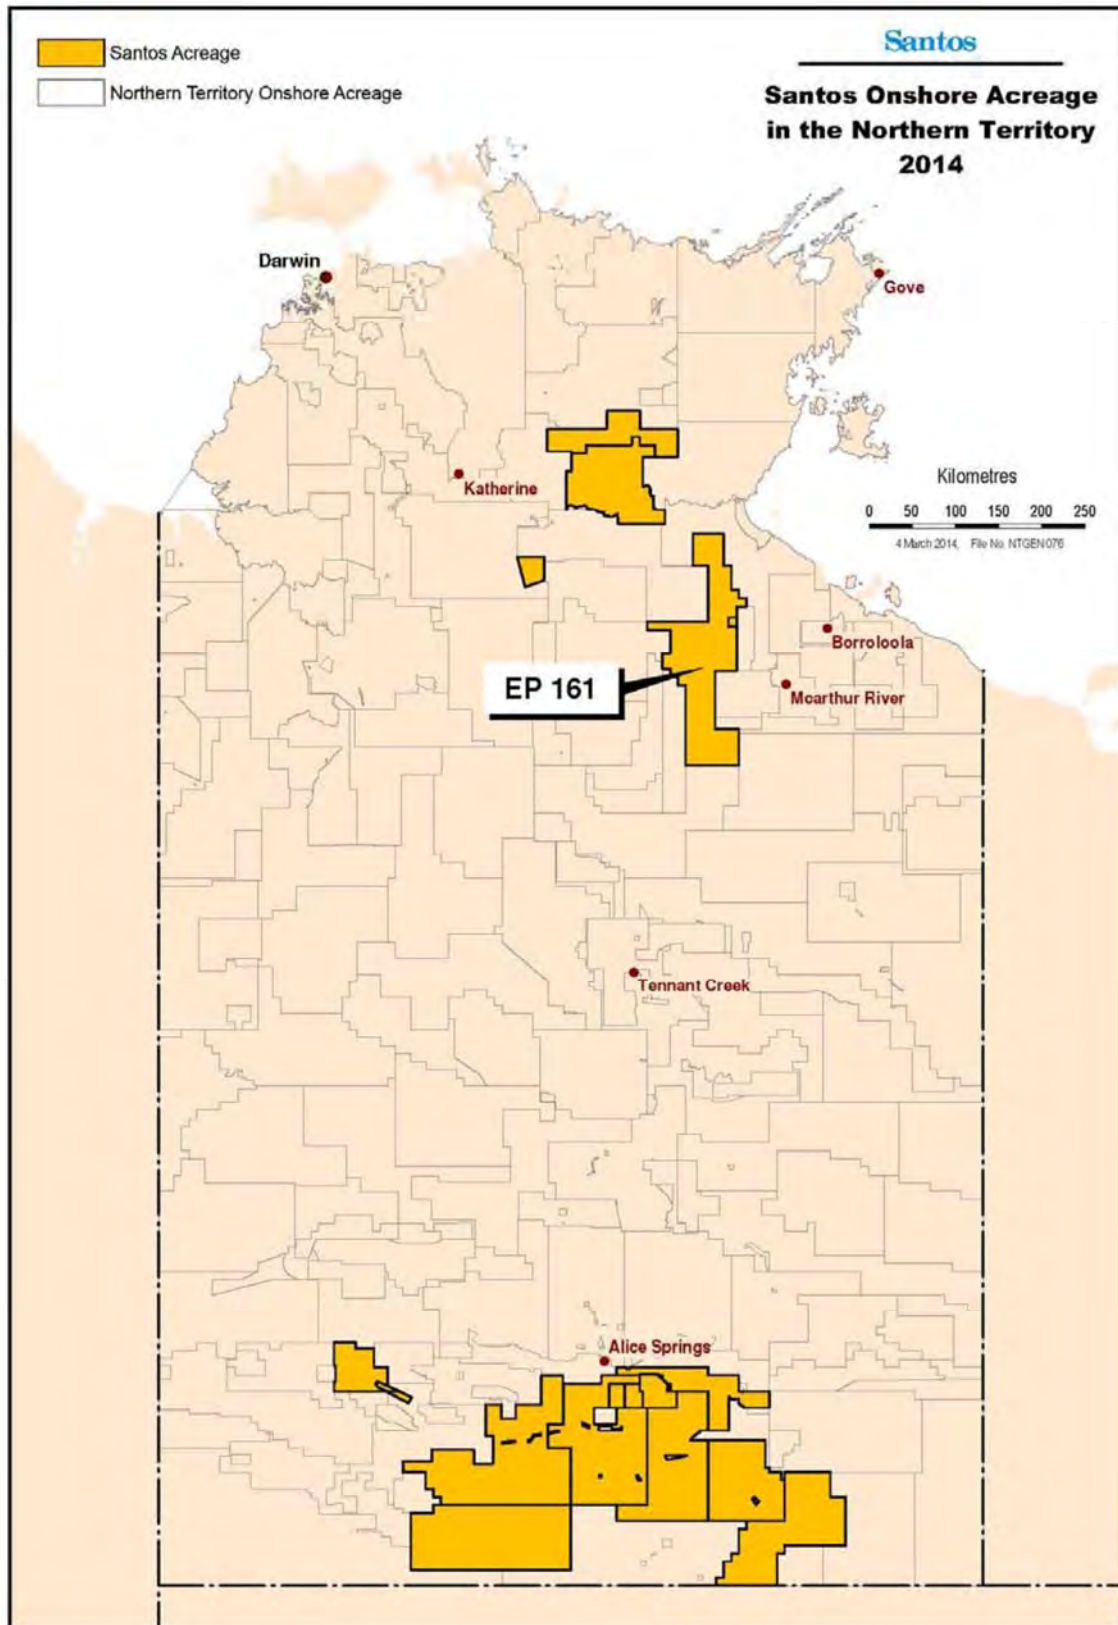 Santos Acreage
Northern Territory Onshore Acreage
Santos
Santos Onshore Acreage
in the Northern Territory
2014
Darwin
Gove
Katherine
Kilometres
0 50 100 150 200 250
4 March 2014, File No. NTGEN076
Borroloola
EP 161
Mcarthur River
Tennant Creek
Alice Springs